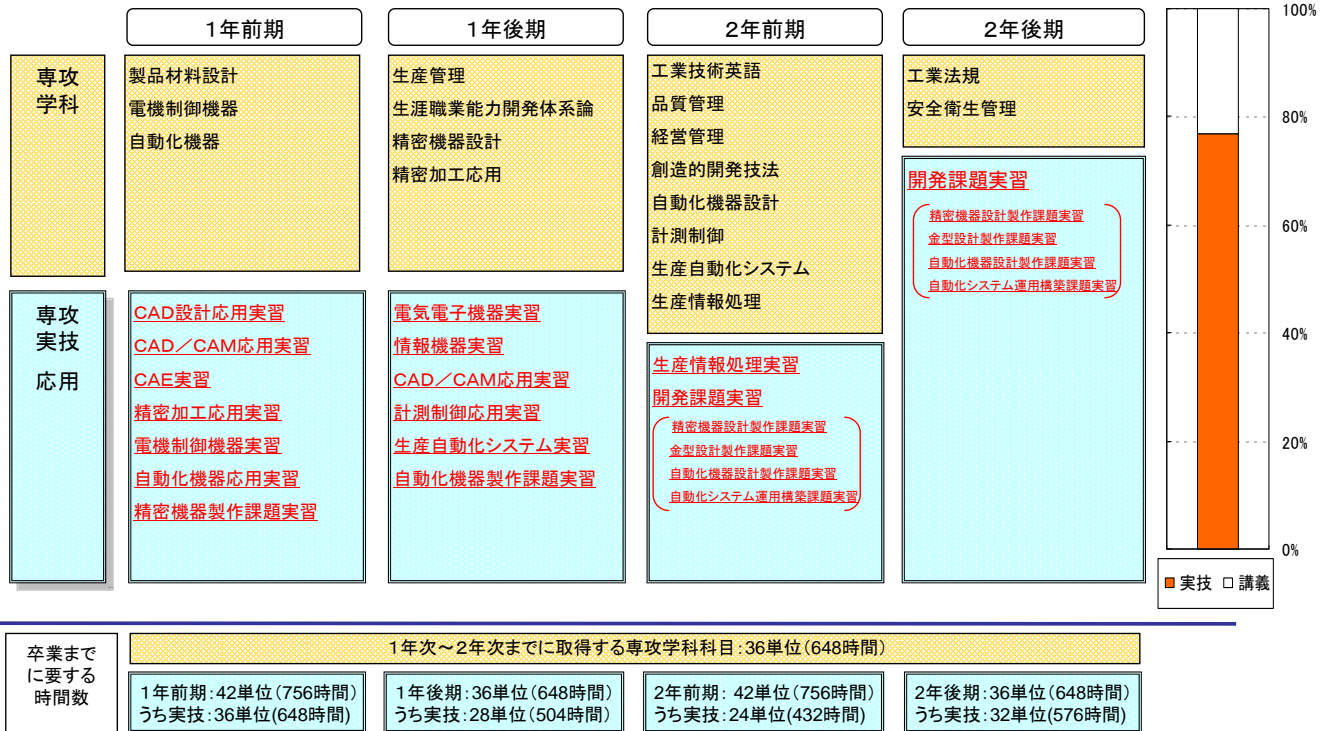 1年前期
1年後期
2年前期
2年後期
専攻
学科
製品材料設計
電機制御機器
自動化機器
生産管理
生涯職業能力開発体系論
精密機器設計
精密加工応用
工業技術英語
品質管理
経営管理
創造的開発技法
自動化機器設計
計測制御
生産自動化システム
生産情報処理
工業法規
安全衛生管理
専攻
実技
応用
CAD設計応用実習
CAD／CAM応用実習
CAE実習
精密加工応用実習
電機制御機器実習
自動化機器応用実習
精密機器製作課題実習
電気電子機器実習
情報機器実習
CAD／CAM応用実習
計測制御応用実習
生産自動化システム実習
自動化機器製作課題実習
生産情報処理実習
開発課題実習
精密機器設計製作課題実習
金型設計製作課題実習
自動化機器設計製作課題実習
自動化システム運用構築課題実習
開発課題実習
精密機器設計製作課題実習
金型設計製作課題実習
自動化機器設計製作課題実習
自動化システム運用構築課題実習
100%
80%
60%
40%
20%
0%
実技 講義
卒業まで
に要する
時間数
1年次～2年次までに取得する専攻学科科目：36単位（648時間）
1年前期：42単位（756時間）
うち実技：36単位(648時間)
1年後期：36単位（648時間）
うち実技：28単位（504時間）
2年前期： 42単位（756時間）
うち実技：24単位（432時間)
2年後期：36単位（648時間）
うち実技：32単位(576時間)